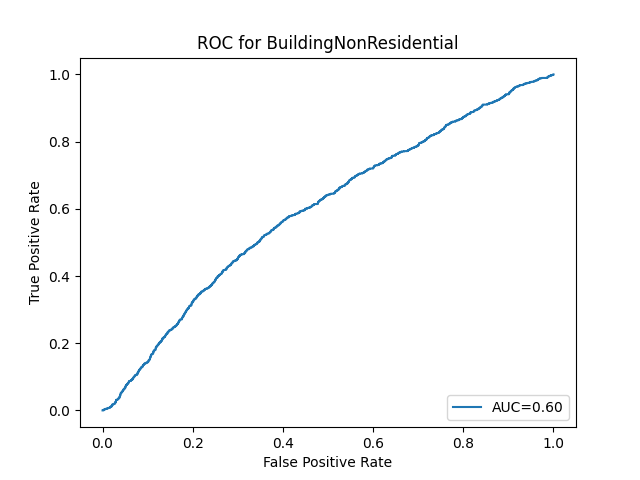 ROC for BuildingNonResidential
1.0
0.8
0.6
0.4
0.2
0.0
True Positive Rate
AUC=0.60
0.0 0.2 0.4 0.6 0.8 1.0
False Positive Rate